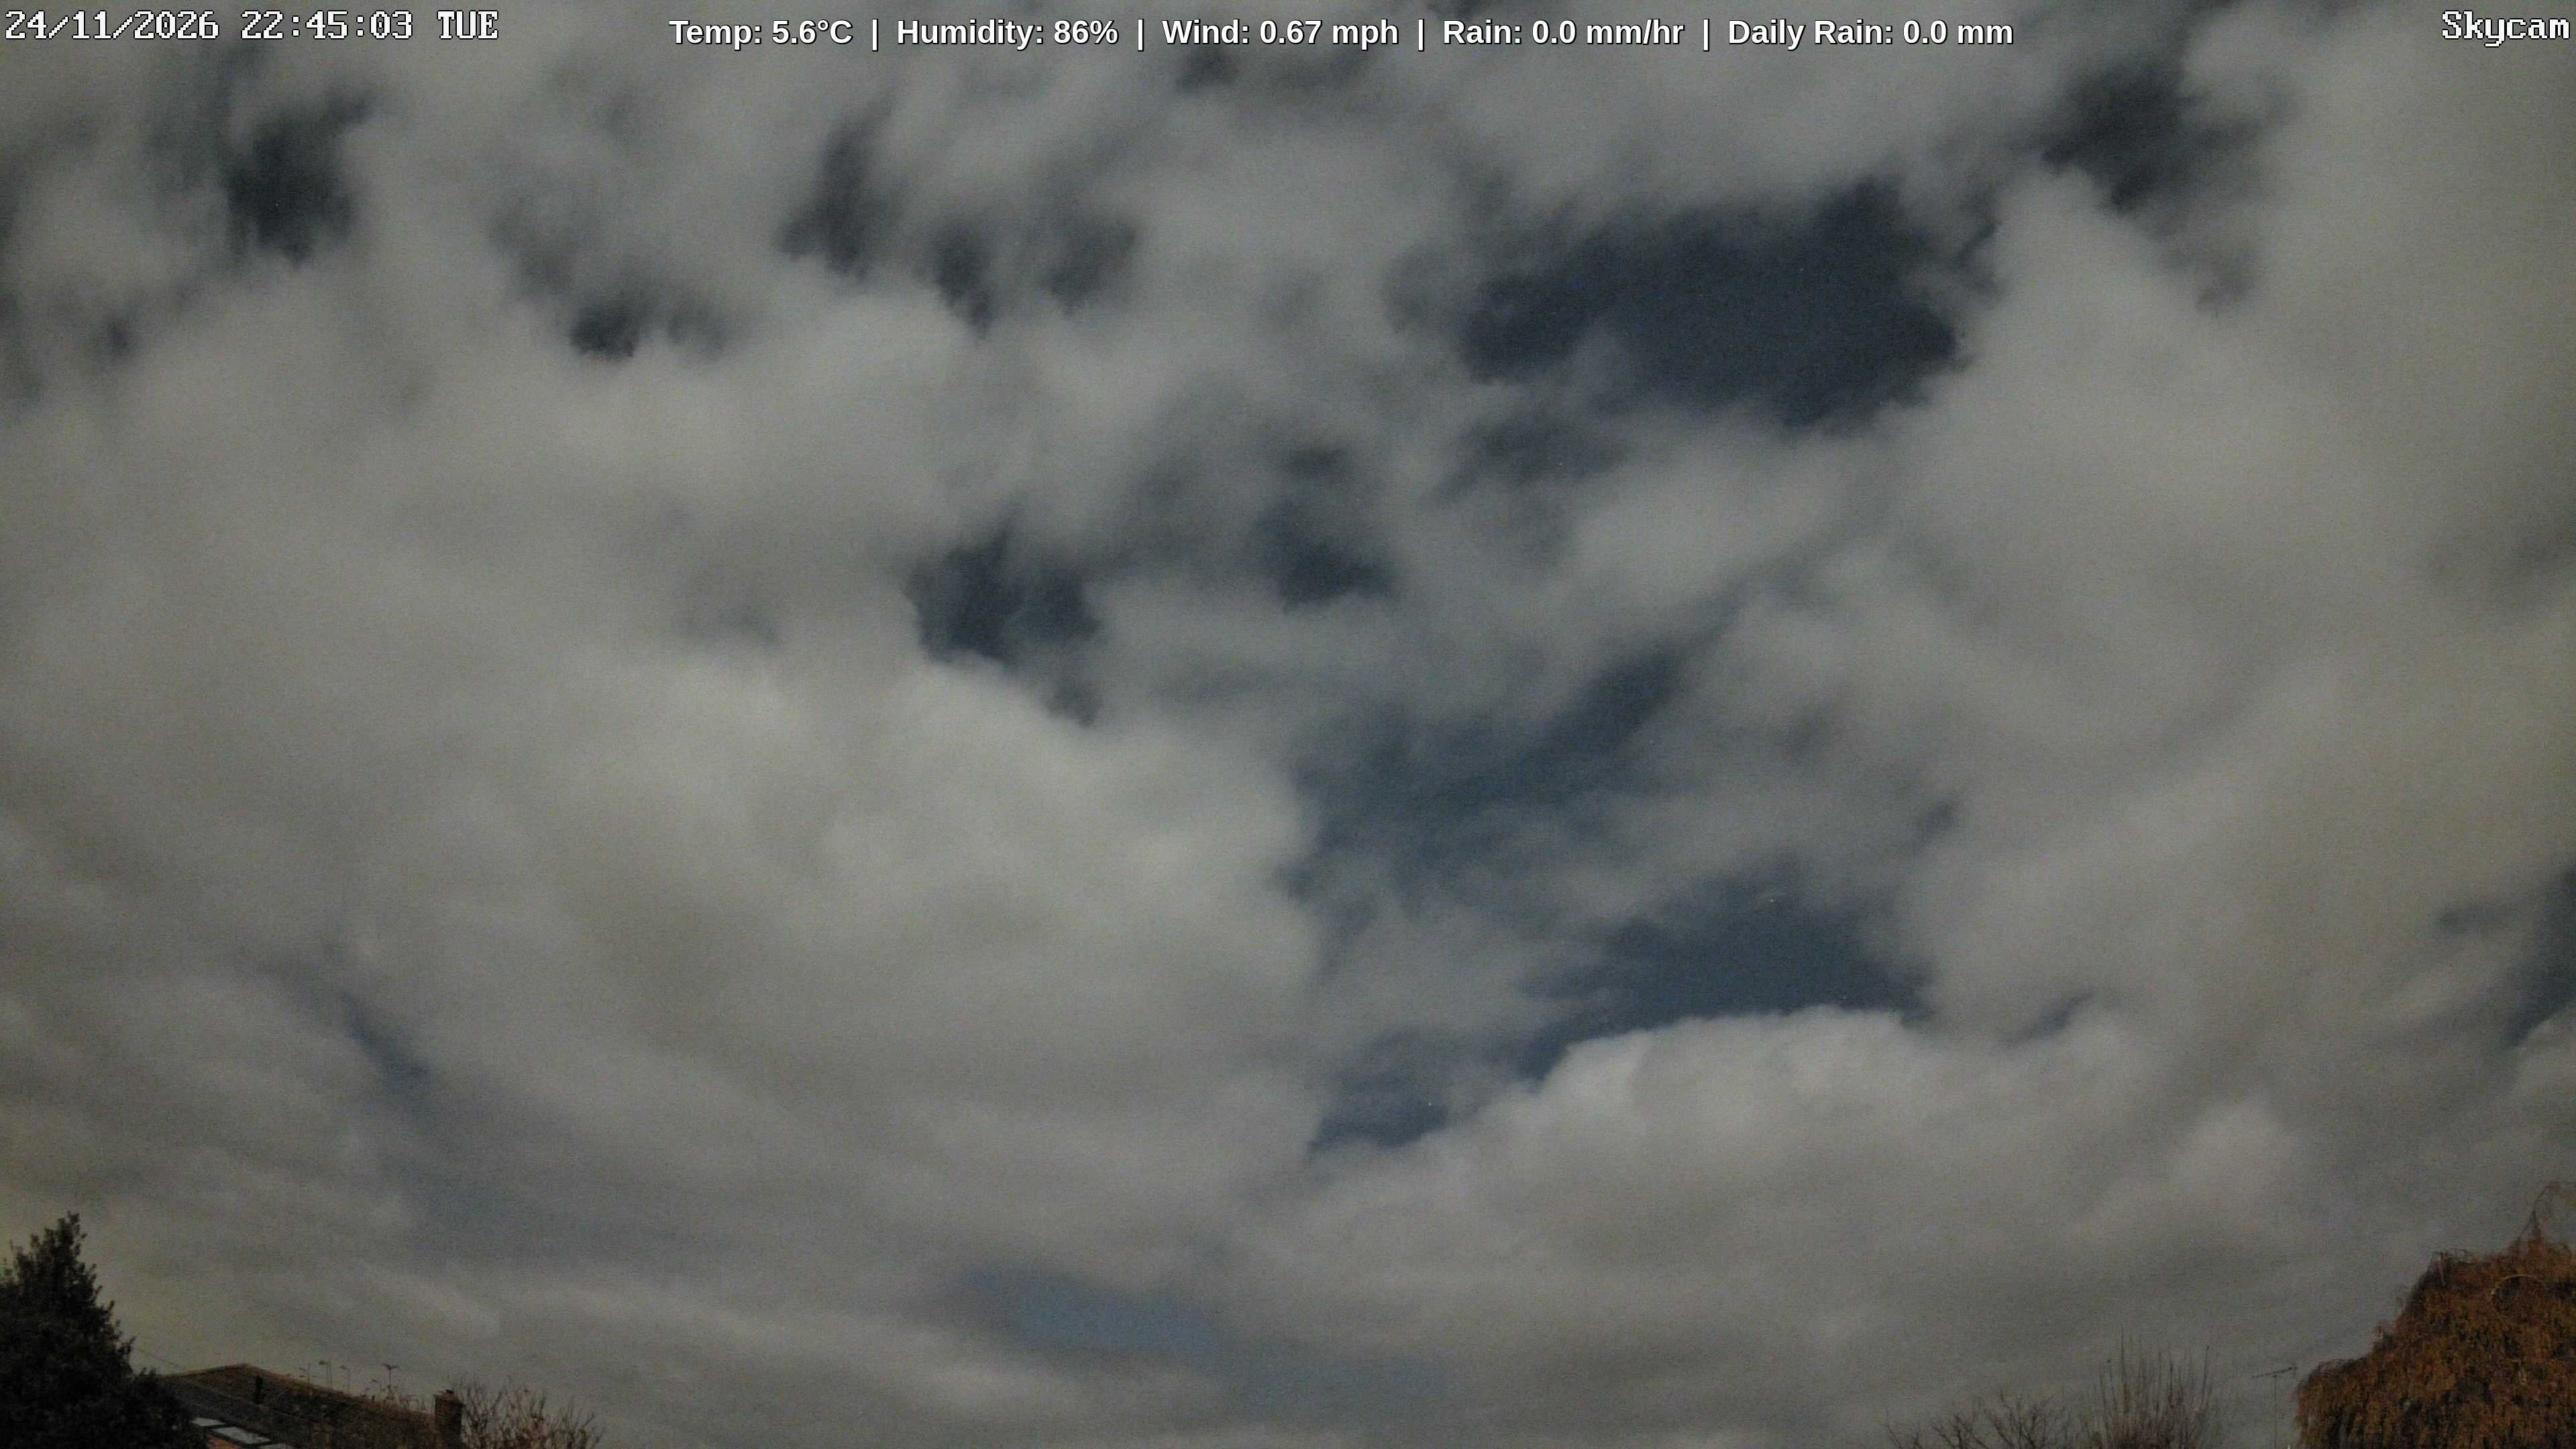 24/11/2026 22:45:03 TUE
Temp: 5.6°C | Humidity: 86% | Wind: 0.67 mph | Rain: 0.0 mm/hr | Daily Rain: 0.0 mm
Skycam